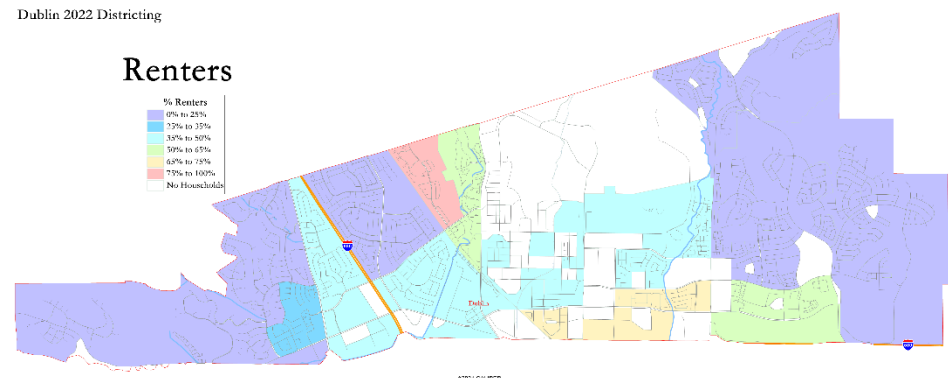 Dublin 2022 Districting
Renters
% Renters
0% to 25%
25% to 35%
35% to 50%
50% to 65%
65% to 75%
75% to 100%
No Households